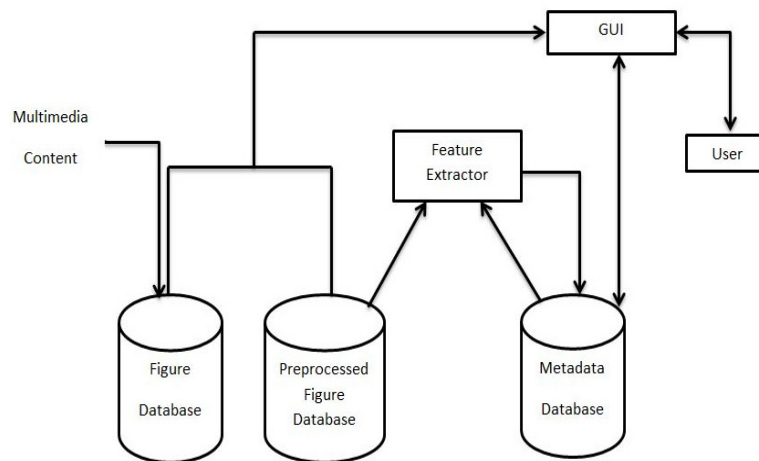 GUI
Multimedia
Content
Feature
Extractor
User
Figure
Database
Preprocessed
Figure
Database
Metadata
Database